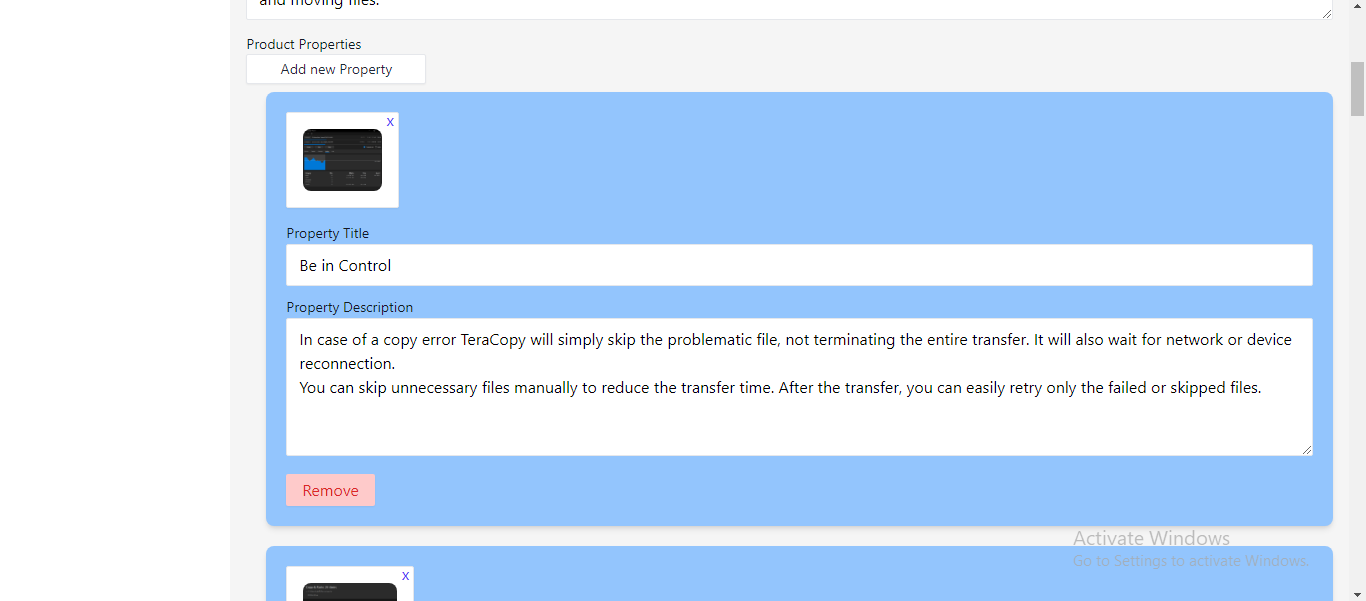 and moving files.
Product Properties
Add new Property
X
Property Title
Be in Control
Property Description
In case of a copy error TeraCopy will simply skip the problematic file, not terminating the entire transfer. It will also wait for network or device
reconnection.
You can skip unnecessary files manually to reduce the transfer time. After the transfer, you can easily retry only the failed or skipped files.
Remove
Activate Windows
Go to Settings to activate Windows.
X